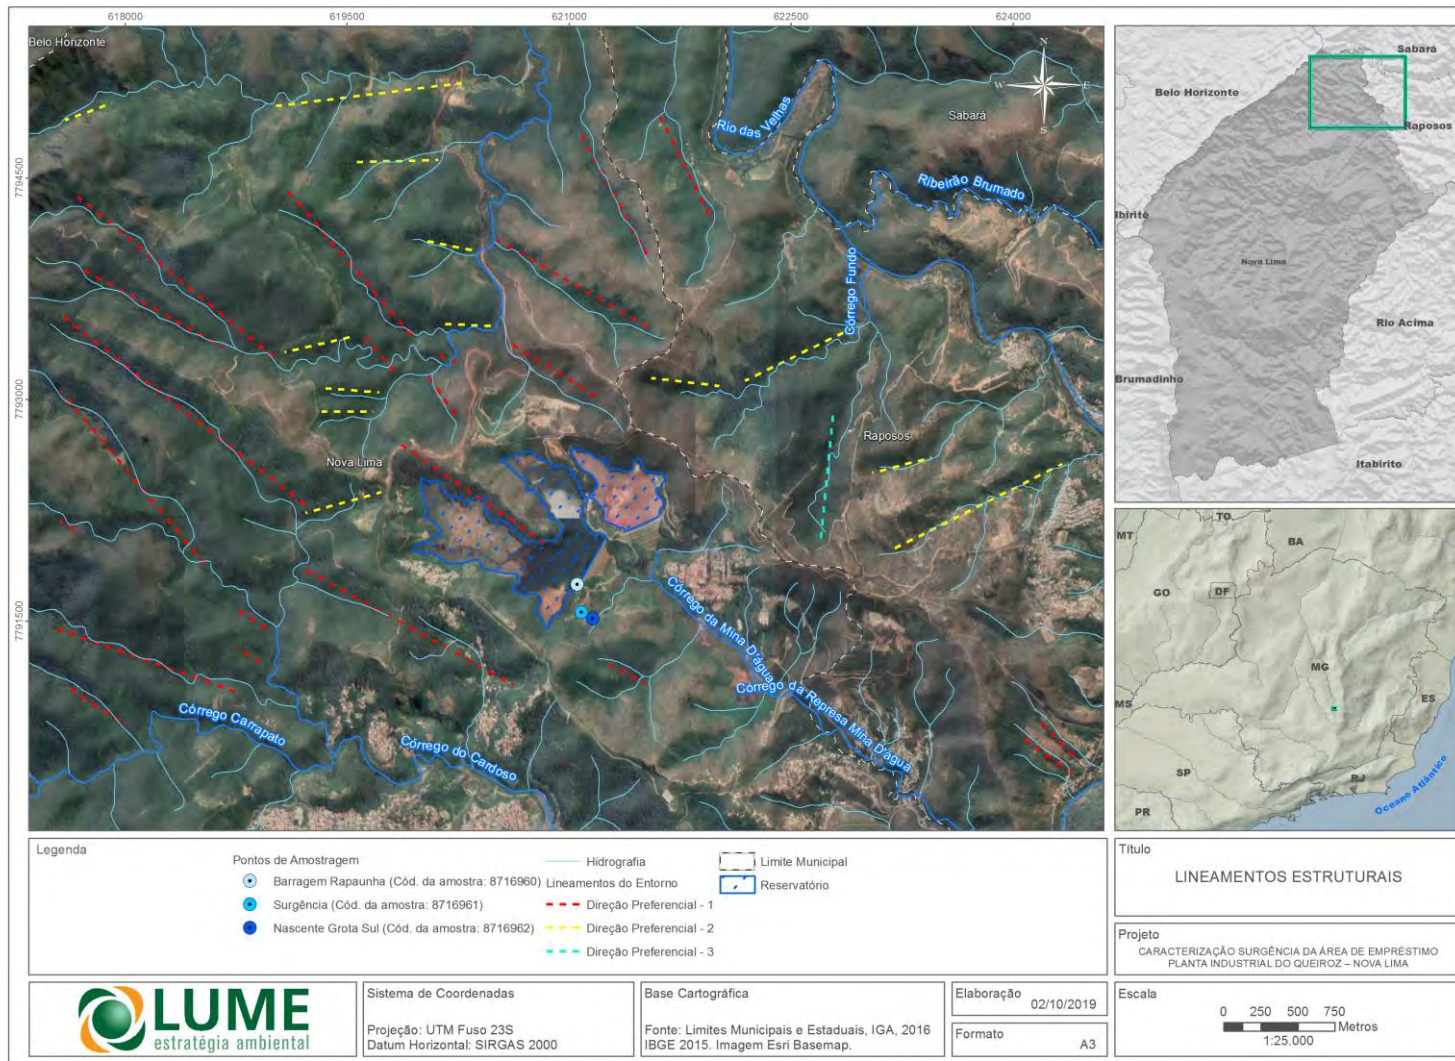 618000
619500
621000
622500
624000
Belo Horizonte
N
W
E
S
Rio das Velhas
Sabará
7794500
Ribeirão Brumado
Córrego Fundo
7793000
Nova Lima
Raposos
7791500
Córrego da Mina D'água
Córrego da Represa Mina D'água
Córrego Carrapato
Córrego do Cardoso
Sabará
Belo Horizonte
Raposos
Ibirité
Nova Lima
Rio Acima
Brumadinho
Itabirito
TO
MT
BA
GO
DF
MG
ES
MS
SP
RJ
PR
Oceano Atlântico
Legenda
Pontos de Amostragem
Barragem Rapaunha (Cód. da amostra: 8716960)
Surgência (Cód. da amostra: 8716961)
Nascente Grota Sul (Cód. da amostra: 8716962)
Hidrografia
Lineamentos do Entorno
Direção Preferencial - 1
Direção Preferencial - 2
Direção Preferencial - 3
Limite Municipal
Reservatório
Título
LINEAMENTOS ESTRUTURAIS
Projeto
CARACTERIZAÇÃO SURGÊNCIA DA ÁREA DE EMPRÉSTIMO
PLANTA INDUSTRIAL DO QUEIROZ – NOVA LIMA
LUME
estratégia ambiental
Sistema de Coordenadas
Projeção: UTM Fuso 23S
Datum Horizontal: SIRGAS 2000
Base Cartográfica
Fonte: Limites Municipais e Estaduais, IGA, 2016
IBGE 2015. Imagem Esri Basemap.
Elaboração
02/10/2019
Formato
A3
Escala
0 250 500 750
Metros
1:25.000